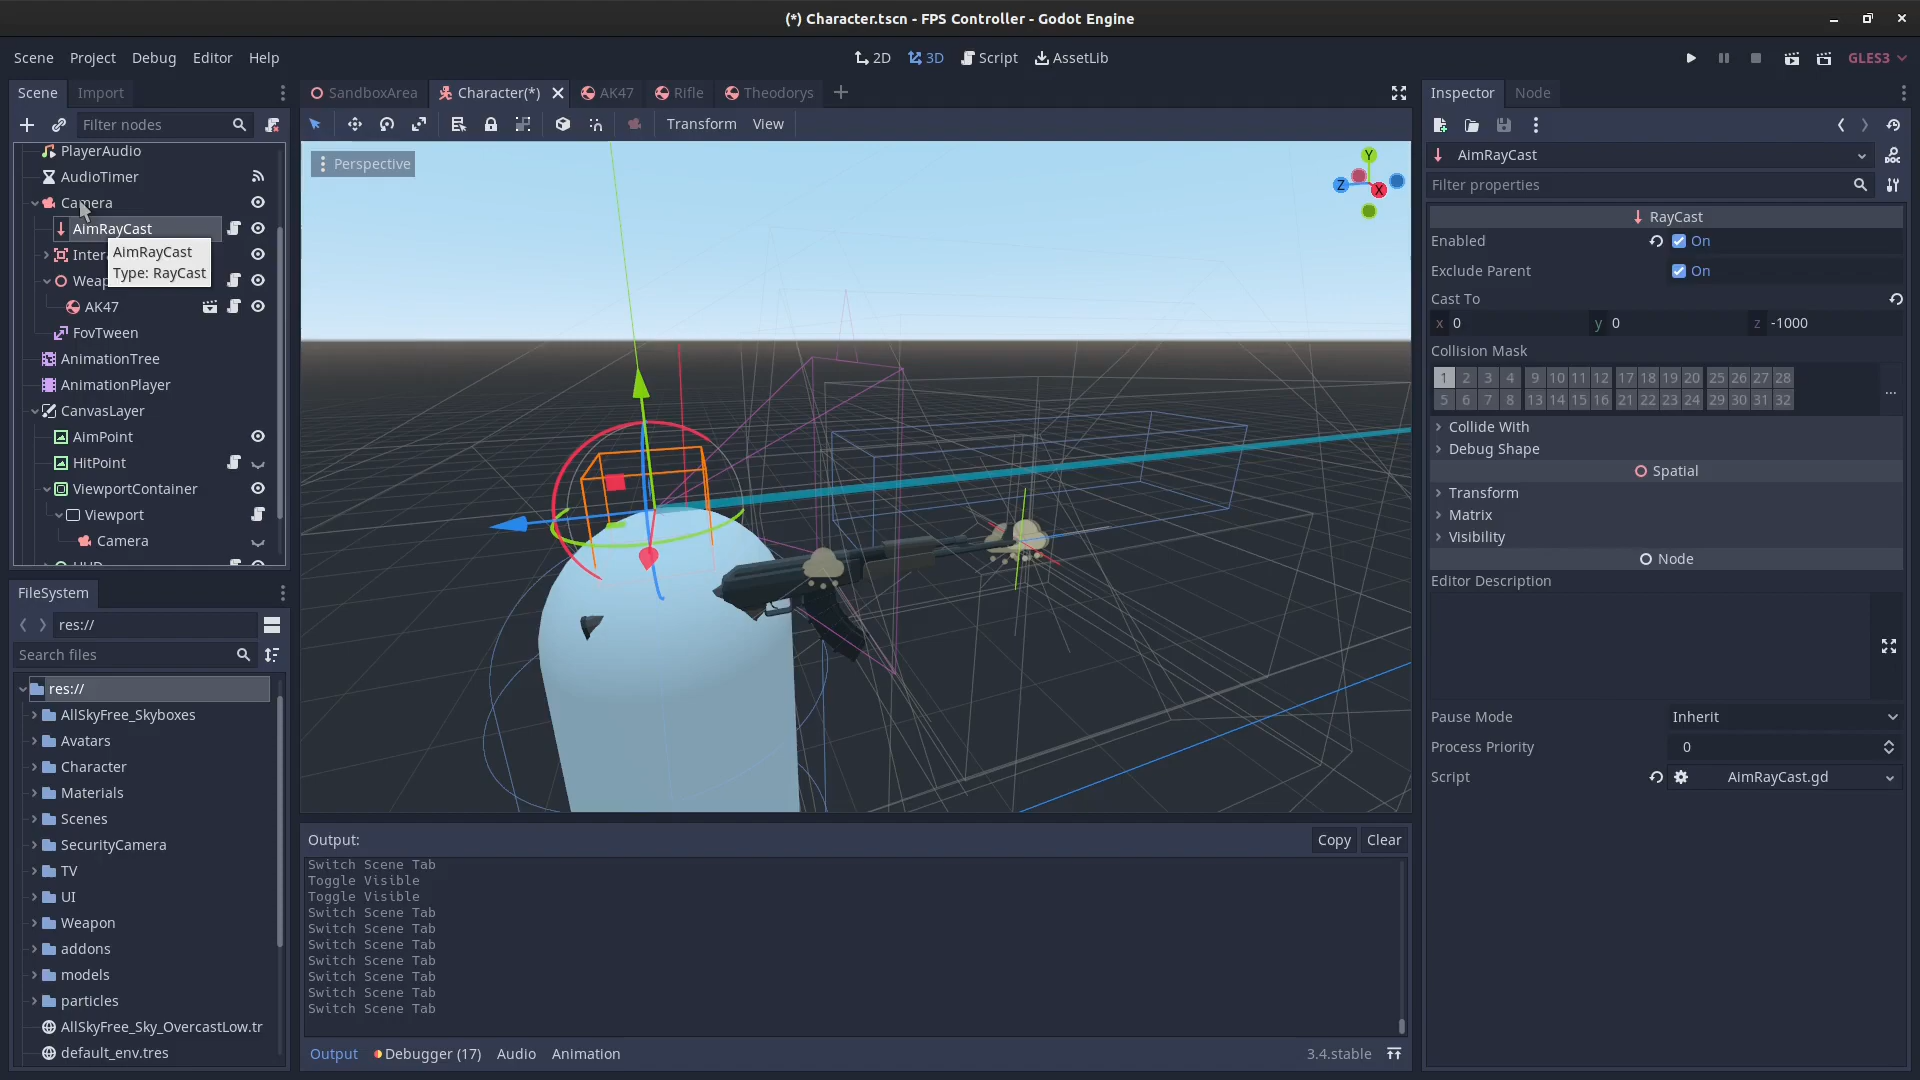 (*) Character.tscn - FPS Controller - Godot Engine
Scene Project Debug Editor Help
2D 3D Script AssetLib
GLES3
Scene Import
Filter nodes
PlayerAudio
AudioTimer
Camera
AimRayCast
Inter
Weap
AK47
FovTween
AnimationTree
AnimationPlayer
CanvasLayer
AimPoint
HitPoint
ViewportContainer
Viewport
Camera
AimRayCast
Type: RayCast
FileSystem
res://
Search files
res://
AllSkyFree_Skyboxes
Avatars
Character
Materials
Scenes
SecurityCamera
TV
UI
Weapon
addons
models
particles
AllSkyFree_Sky_OvercastLow.tr
default_env.tres
SandboxArea Character(*) AK47 Rifle Theodorys
Transform View
Perspective
Y
Z X
Output: Copy Clear
Switch Scene Tab
Toggle Visible
Toggle Visible
Switch Scene Tab
Switch Scene Tab
Switch Scene Tab
Switch Scene Tab
Switch Scene Tab
Switch Scene Tab
Switch Scene Tab
Output Debugger (17) Audio Animation 3.4.stable
Inspector Node
AimRayCast
Filter properties
RayCast
Enabled On
Exclude Parent On
Cast To
x 0 y 0 z -1000
Collision Mask
1 2 3 4 9 10 11 12 17 18 19 20 25 26 27 28
5 6 7 8 13 14 15 16 21 22 23 24 29 30 31 32
...
Collide With
Debug Shape
Spatial
Transform
Matrix
Visibility
Node
Editor Description
Pause Mode Inherit
Process Priority 0
Script AimRayCast.gd